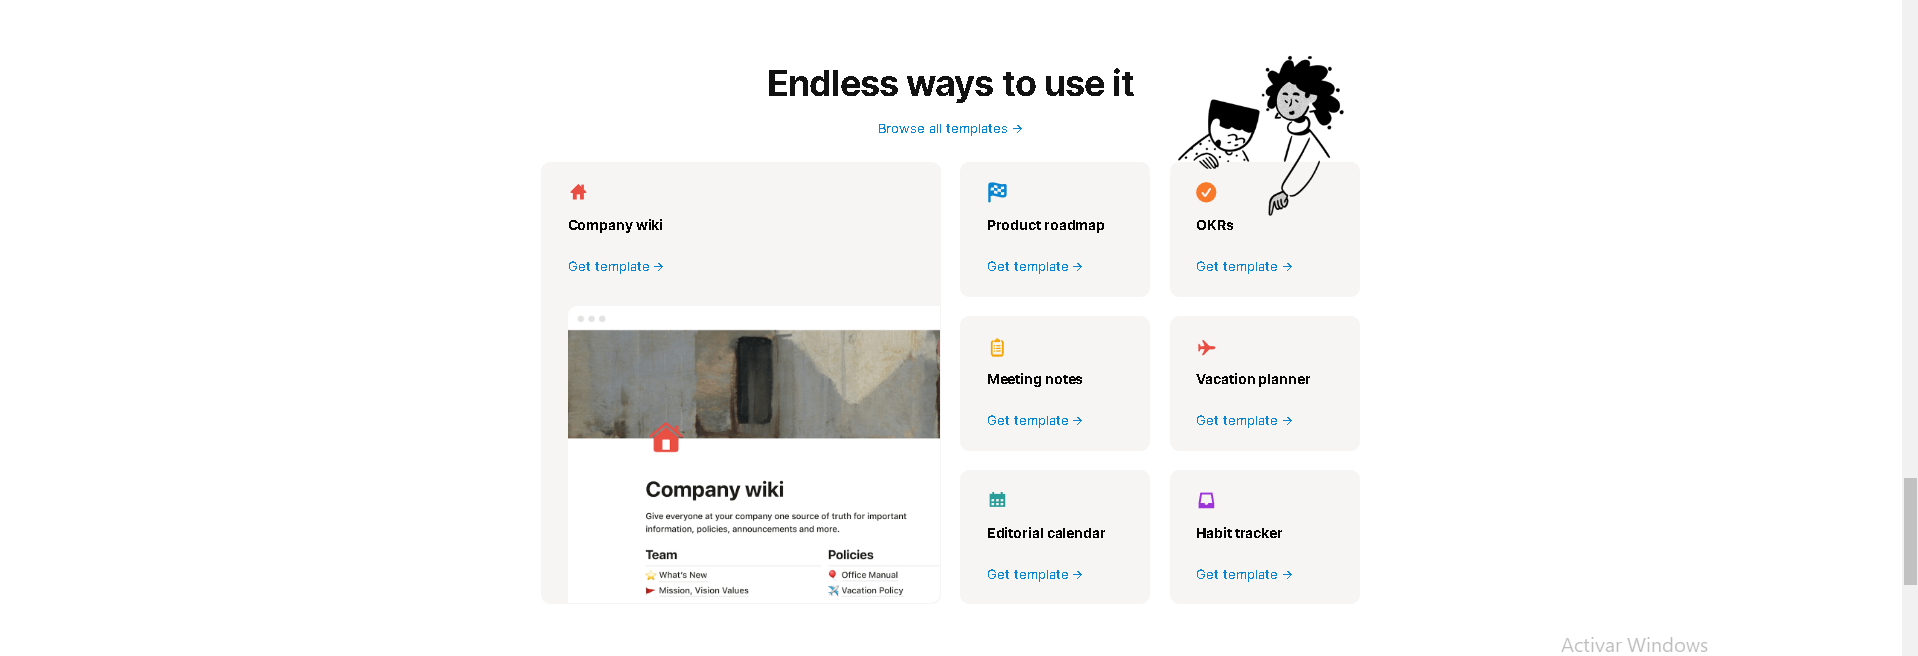 Endless ways to use it
Browse all templates →
Company wiki
Get template →
Company wiki
Give everyone at your company one source of truth for important
information, policies, announcements and more.
Team
What's New
Mission, Vision Values
Policies
Office Manual
Vacation Policy
Product roadmap
Get template →
OKRs
Get template →
Meeting notes
Get template →
Vacation planner
Get template →
Editorial calendar
Get template →
Habit tracker
Get template →
Activar Windows